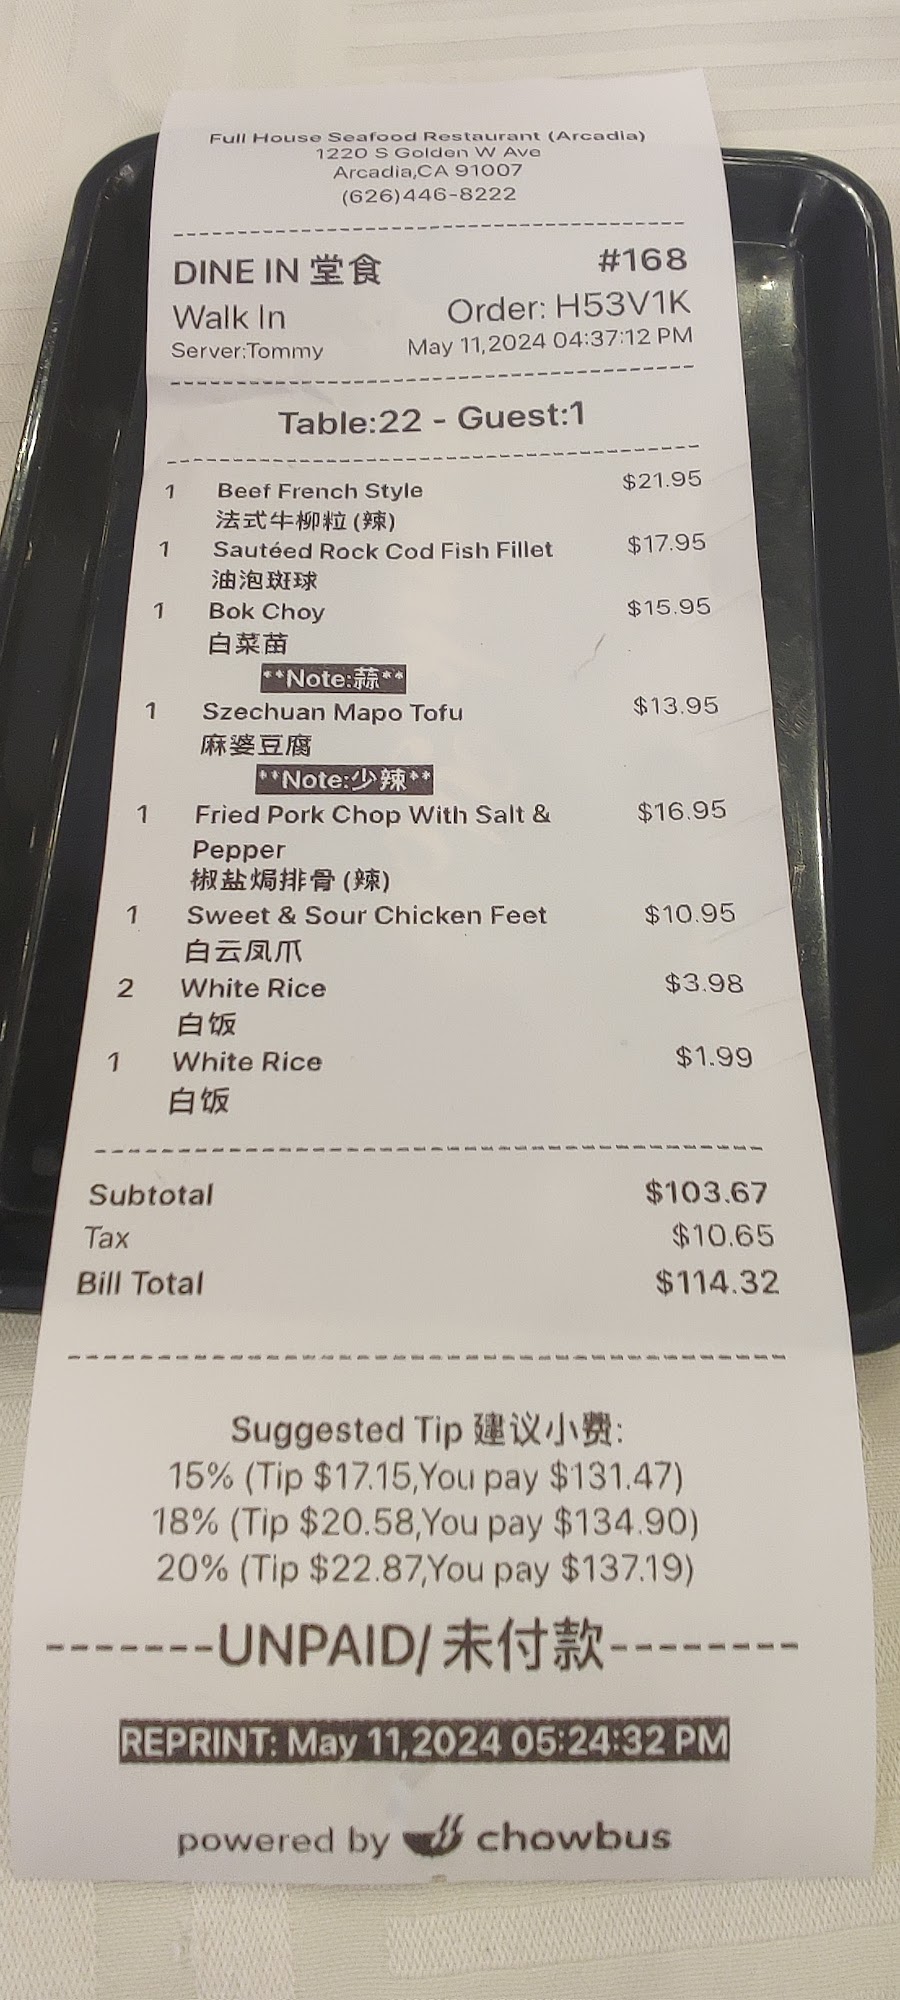 Full House Seafood Restaurant (Arcadia)
1220 S Golden W Ave
Arcadia,CA 91007
(626)446-8222
DINE IN 堂食 #168
Walk In Order: H53V1K
Server:Tommy May 11,2024 04:37:12 PM
Table:22 - Guest:1
1 Beef French Style $21.95
法式牛柳粒 (辣)
1 Sautéed Rock Cod Fish Fillet $17.95
油泡斑球
1 Bok Choy $15.95
白菜苗
**Note:蒜**
1 Szechuan Mapo Tofu $13.95
麻婆豆腐
**Note:少辣**
1 Fried Pork Chop With Salt & $16.95
Pepper
椒盐焗排骨 (辣)
1 Sweet & Sour Chicken Feet $10.95
白云凤爪
2 White Rice $3.98
白饭
1 White Rice $1.99
白饭
Subtotal $103.67
Tax $10.65
Bill Total $114.32
Suggested Tip 建议小费:
15% (Tip $17.15,You pay $131.47)
18% (Tip $20.58,You pay $134.90)
20% (Tip $22.87,You pay $137.19)
-------UNPAID/ 未付款--------
REPRINT: May 11,2024 05:24:32 PM
powered by chowbus